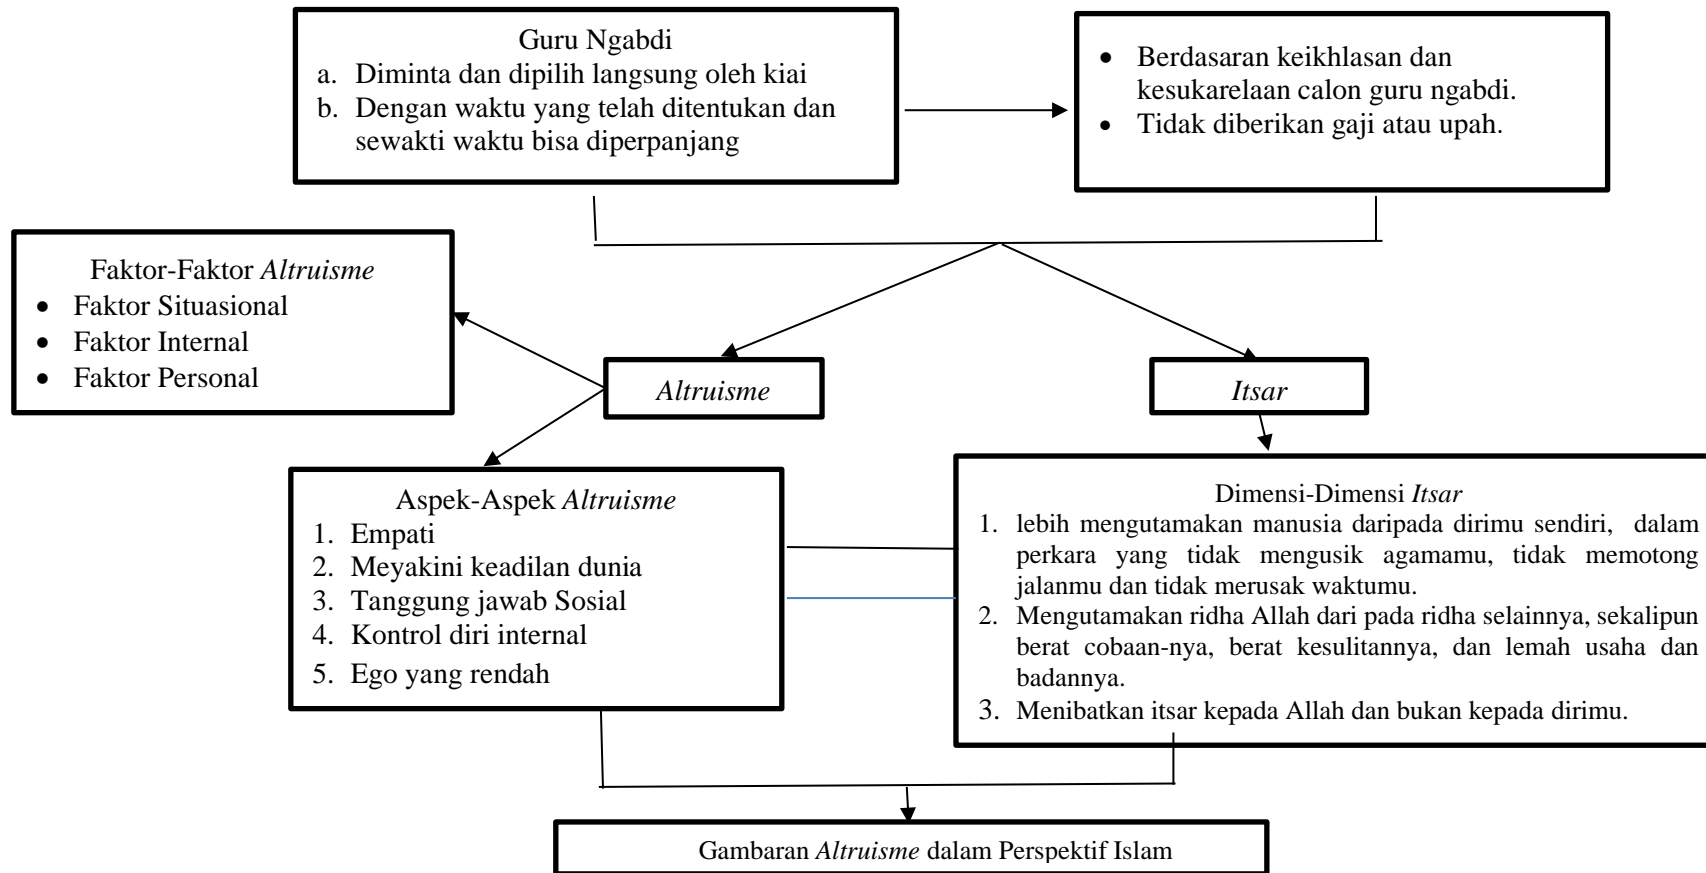 Guru Ngabdi
a. Diminta dan dipilih langsung oleh kiai
b. Dengan waktu yang telah ditentukan dan
sewakti waktu bisa diperpanjang
• Berdasaran keikhlasan dan
kesukarelaan calon guru ngabdi.
• Tidak diberikan gaji atau upah.
Faktor-Faktor Altruisme
• Faktor Situasional
• Faktor Internal
• Faktor Personal
Altruisme
Itsar
Aspek-Aspek Altruisme
1. Empati
2. Meyakini keadilan dunia
3. Tanggung jawab Sosial
4. Kontrol diri internal
5. Ego yang rendah
Dimensi-Dimensi Itsar
1. lebih mengutamakan manusia daripada dirimu sendiri, dalam
perkara yang tidak mengusik agamamu, tidak memotong
jalanmu dan tidak merusak waktumu.
2. Mengutamakan ridha Allah dari pada ridha selainnya, sekalipun
berat cobaan-nya, berat kesulitannya, dan lemah usaha dan
badannya.
3. Menibatkan itsar kepada Allah dan bukan kepada dirimu.
Gambaran Altruisme dalam Perspektif Islam